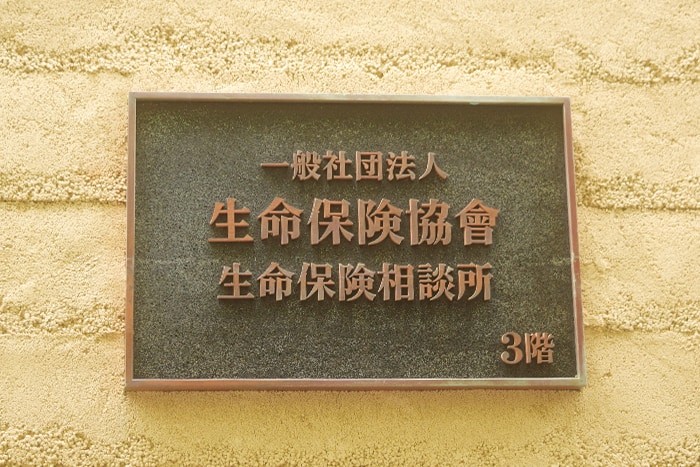 一般社団法人
生命保険協會
生命保険相談所
3階